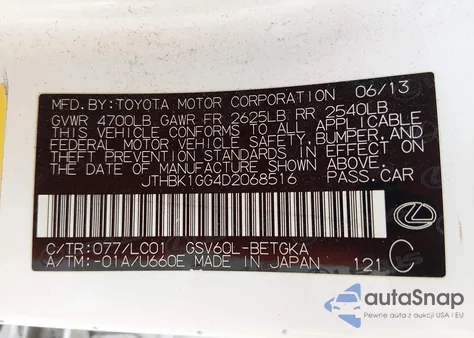 MFD. BY: TOYOTA MOTOR CORPORATION 06/13
GVWR 4700LB GAWR FR 2625LB RR 2540LB
THIS VEHICLE CONFORMS TO ALL APPLICABLE
FEDERAL MOTOR VEHICLE SAFETY, BUMPER, AND
THEFT PREVENTION STANDARDS IN EFFECT ON
THE DATE OF MANUFACTURE SHOWN ABOVE.
JTHBK1GG4D2068516 PASS.CAR
C/TR: 077/LC01 GSV60L-BETGKA
A/TM: -01A/U660E MADE IN JAPAN 121 C
autoSnap
Pewne auta z aukcji USA i EU